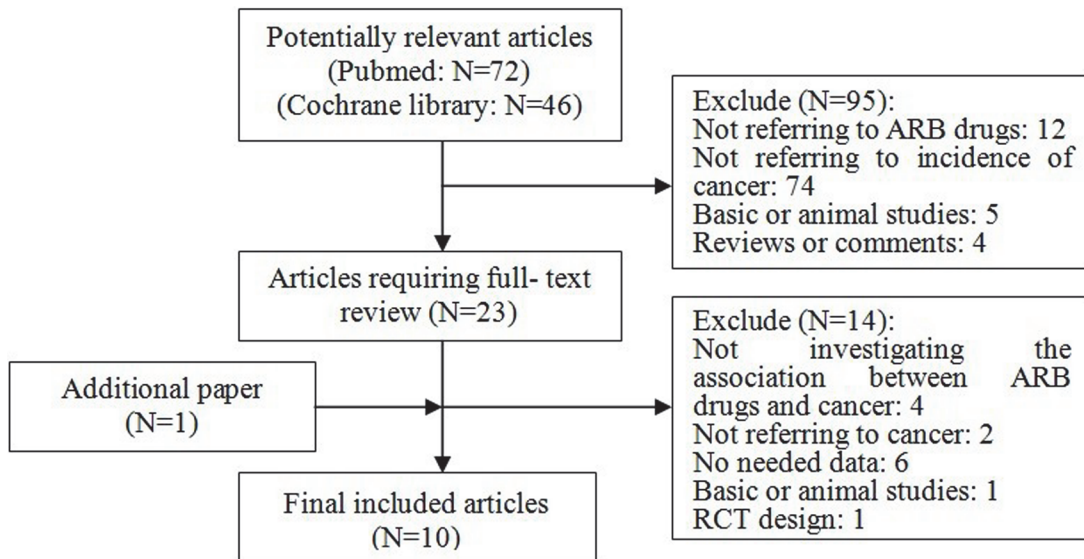 Potentially relevant articles
(Pubmed: N=72)
(Cochrane library: N=46)
Exclude (N=95):
Not referring to ARB drugs: 12
Not referring to incidence of
cancer: 74
Basic or animal studies: 5
Reviews or comments: 4
Articles requiring full- text
review (N=23)
Exclude (N=14):
Not investigating the
association between ARB
drugs and cancer: 4
Not referring to cancer: 2
No needed data: 6
Basic or animal studies: 1
RCT design: 1
Additional paper
(N=1)
Final included articles
(N=10)